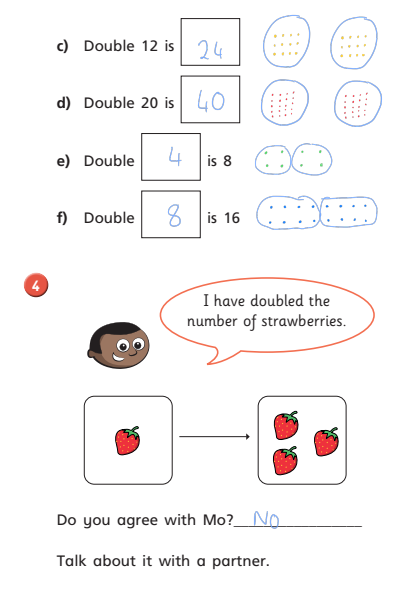 c) Double 12 is 24
d) Double 20 is 40
e) Double 4 is 8
f) Double 8 is 16
4
I have doubled the
number of strawberries.
Do you agree with Mo? No
Talk about it with a partner.